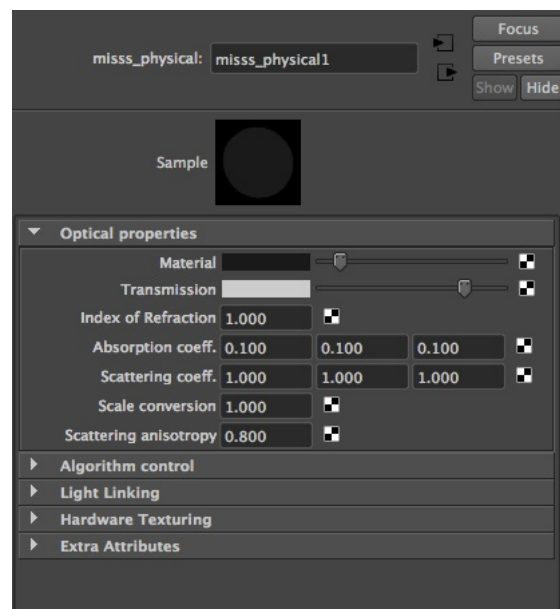 Focus
misss_physical: misss_physical1
Presets
Show Hide
Sample
Optical properties
Material
Transmission
Index of Refraction 1.000
Absorption coeff. 0.100 0.100 0.100
Scattering coeff. 1.000 1.000 1.000
Scale conversion 1.000
Scattering anisotropy 0.800
Algorithm control
Light Linking
Hardware Texturing
Extra Attributes